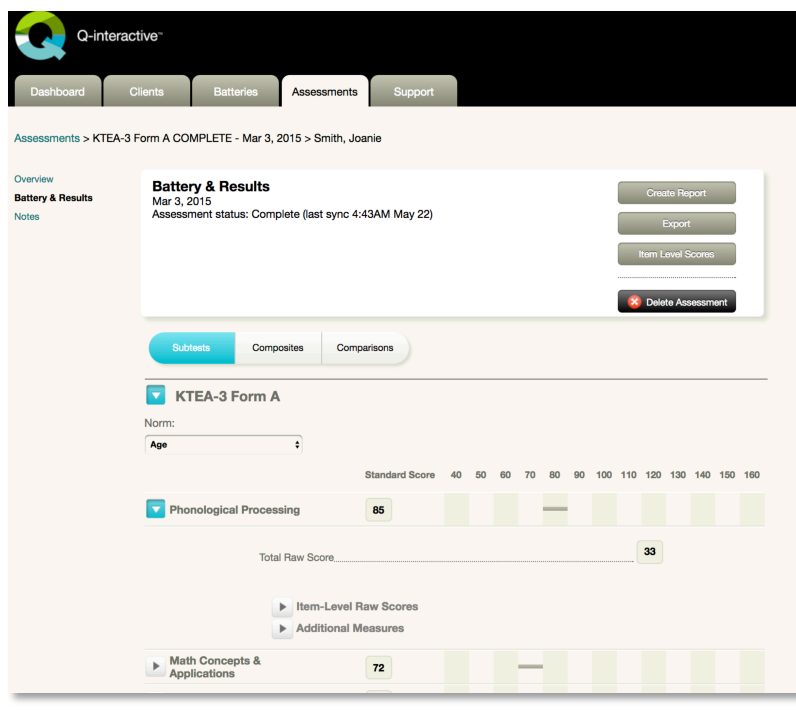 Q-interactive™
Dashboard Clients Batteries Assessments Support
Assessments > KTEA-3 Form A COMPLETE - Mar 3, 2015 > Smith, Joanie
Overview
Battery & Results
Notes
Battery & Results
Mar 3, 2015
Assessment status: Complete (last sync 4:43AM May 22)
Create Report
Export
Item Level Scores
Delete Assessment
Subtests Composites Comparisons
KTEA-3 Form A
Norm:
Age
Standard Score 40 50 60 70 80 90 100 110 120 130 140 150 160
Phonological Processing 85
Total Raw Score 33
Item-Level Raw Scores
Additional Measures
Math Concepts &
Applications 72